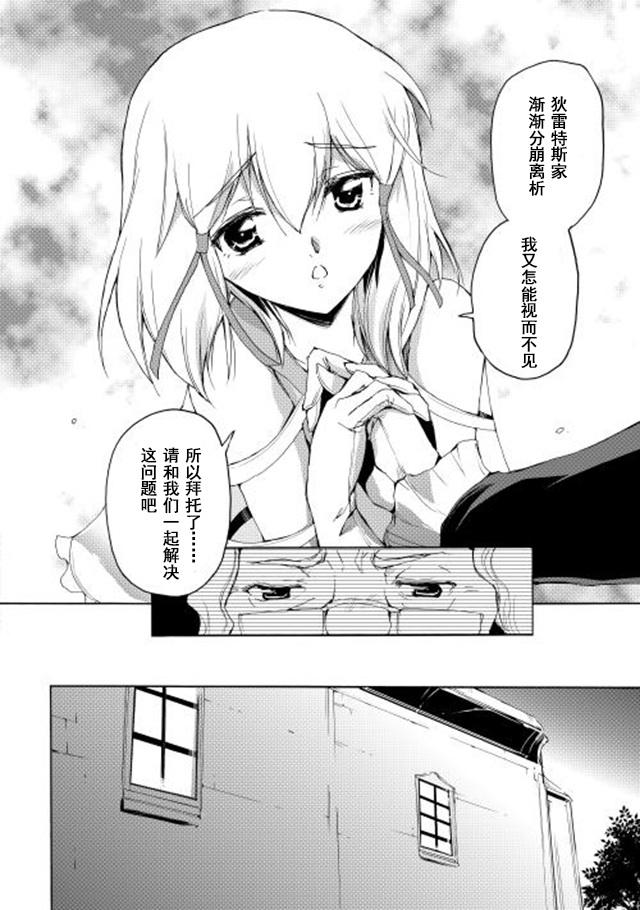 狄雷特斯家
渐渐分崩离析
我又怎能视而不见
所以拜托了……
请和我们一起解决
这问题吧